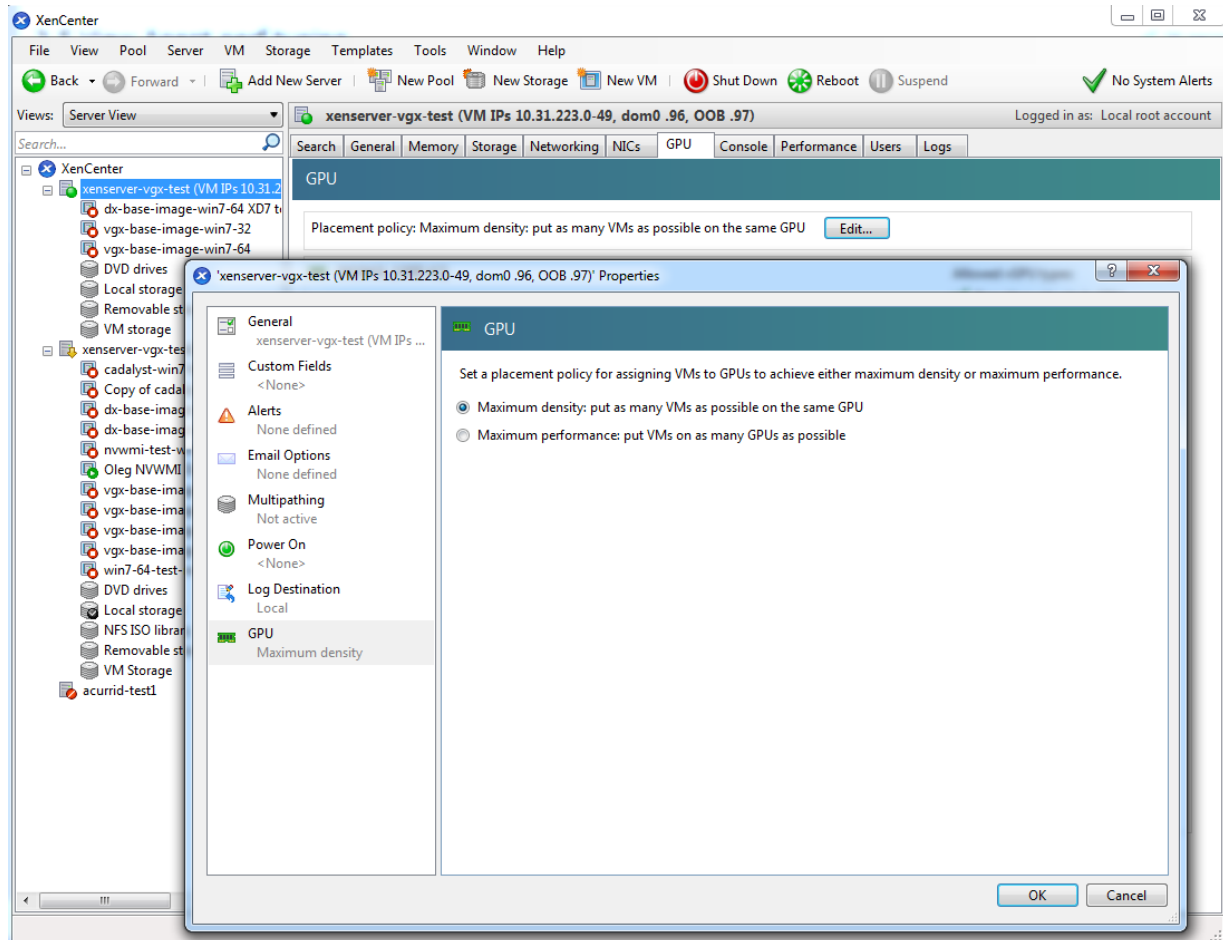 XenCenter
File View Pool Server VM Storage Templates Tools Window Help
Back Forward Add New Server New Pool New Storage New VM Shut Down Reboot Suspend No System Alerts
Views: Server View
xenserver-vgx-test (VM IPs 10.31.223.0-49, dom0 .96, OOB .97) Logged in as: Local root account
Search...
Search General Memory Storage Networking NICs GPU Console Performance Users Logs
XenCenter
xenserver-vgx-test (VM IPs 10.31.2
dx-base-image-win7-64 XD7 t
vgx-base-image-win7-32
vgx-base-image-win7-64
DVD drives
Local storage
Removable st
VM storage
xenserver-vgx-tes
cadalyst-win7
Copy of cadal
dx-base-imag
dx-base-imag
nvwmi-test-w
Oleg NVWMI
vgx-base-ima
vgx-base-ima
vgx-base-ima
vgx-base-ima
win7-64-test-
DVD drives
Local storage
NFS ISO librar
Removable st
VM Storage
acurrid-test1
GPU
Placement policy: Maximum density: put as many VMs as possible on the same GPU Edit...
'xenserver-vgx-test (VM IPs 10.31.223.0-49, dom0 .96, OOB .97)' Properties
General
xenserver-vgx-test (VM IPs ...
Custom Fields
<None>
Alerts
None defined
Email Options
None defined
Multipathing
Not active
Power On
<None>
Log Destination
Local
GPU
Maximum density
GPU
Set a placement policy for assigning VMs to GPUs to achieve either maximum density or maximum performance.
Maximum density: put as many VMs as possible on the same GPU
Maximum performance: put VMs on as many GPUs as possible
OK Cancel